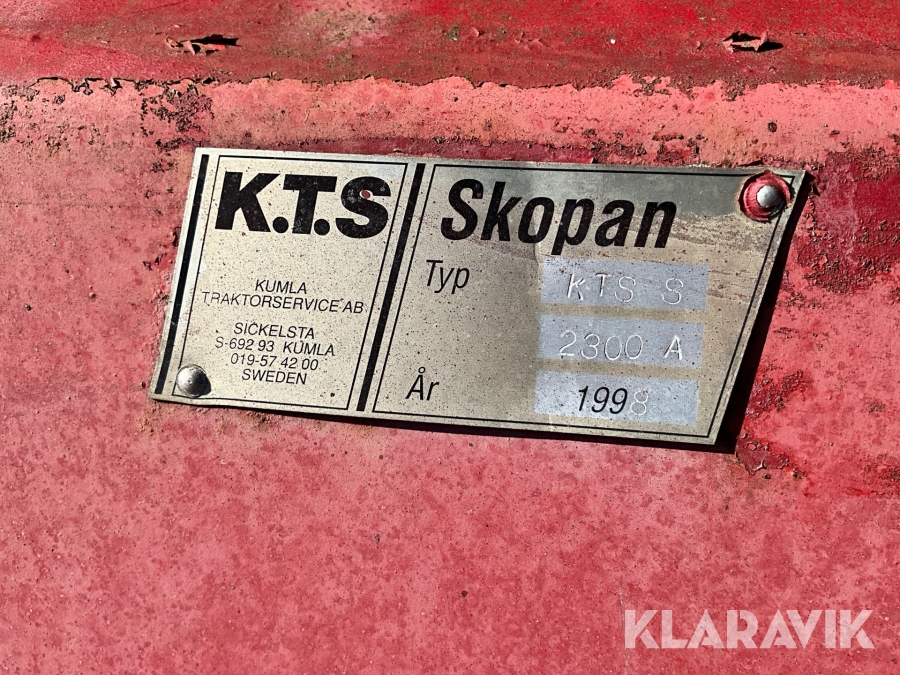 K.T.S
KUMLA
TRAKTORSERVICE AB
SICKELSTA
S-692 93 KUMLA
019-57 42 00
SWEDEN
Skopan
Typ
KTS S
2300 A
År
1998
KLARAVIK